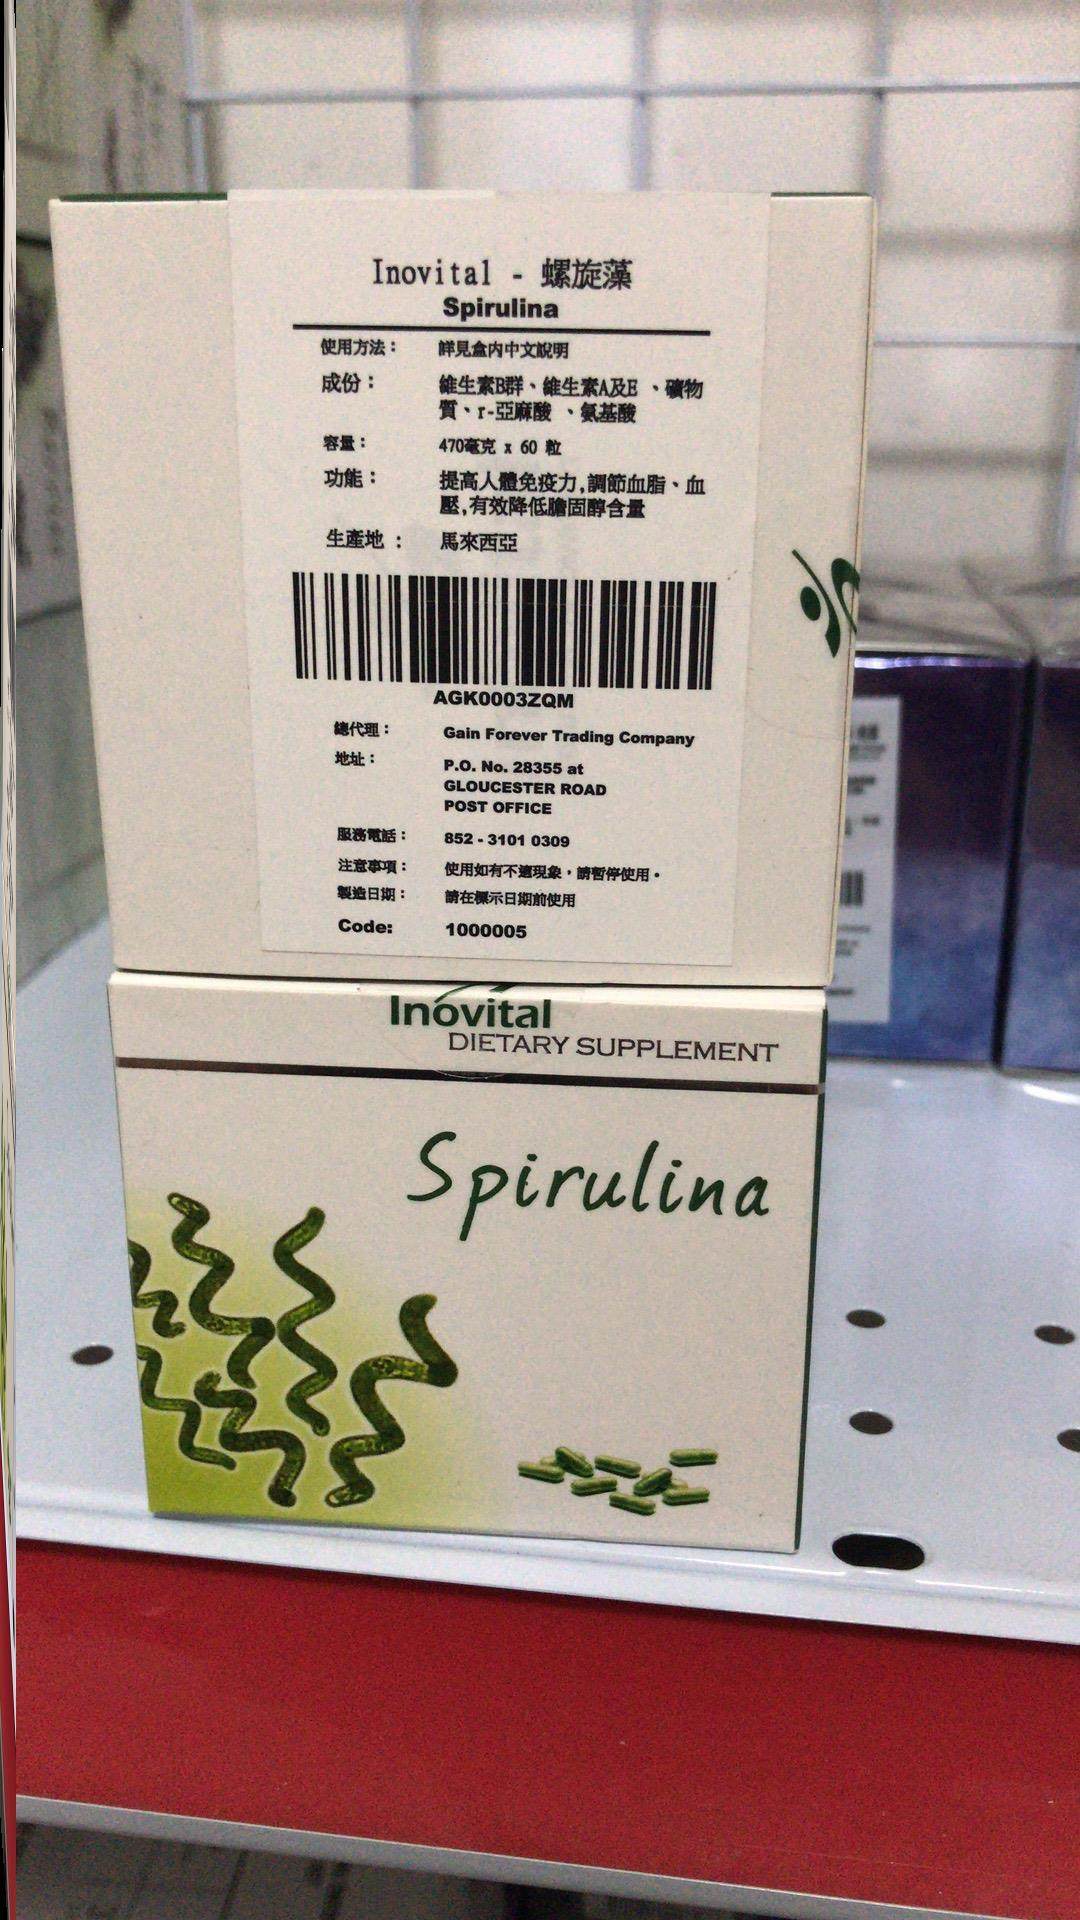 Inovital - 螺旋藻
Spirulina
使用方法： 詳見盒內中文說明
成份： 維生素B群、維生素A及E 、礦物
質、r-亞麻酸 、氨基酸
容量： 470毫克 x 60 粒
功能： 提高人體免疫力,調節血脂、血
壓,有效降低膽固醇含量
生產地 ： 馬來西亞
AGK0003ZQM
總代理： Gain Forever Trading Company
地址： P.O. No. 28355 at
GLOUCESTER ROAD
POST OFFICE
服務電話： 852 - 3101 0309
注意事項： 使用如有不適現象，請暫停使用。
製造日期： 請在標示日期前使用
Code: 1000005
Inovital
DIETARY SUPPLEMENT
Spirulina